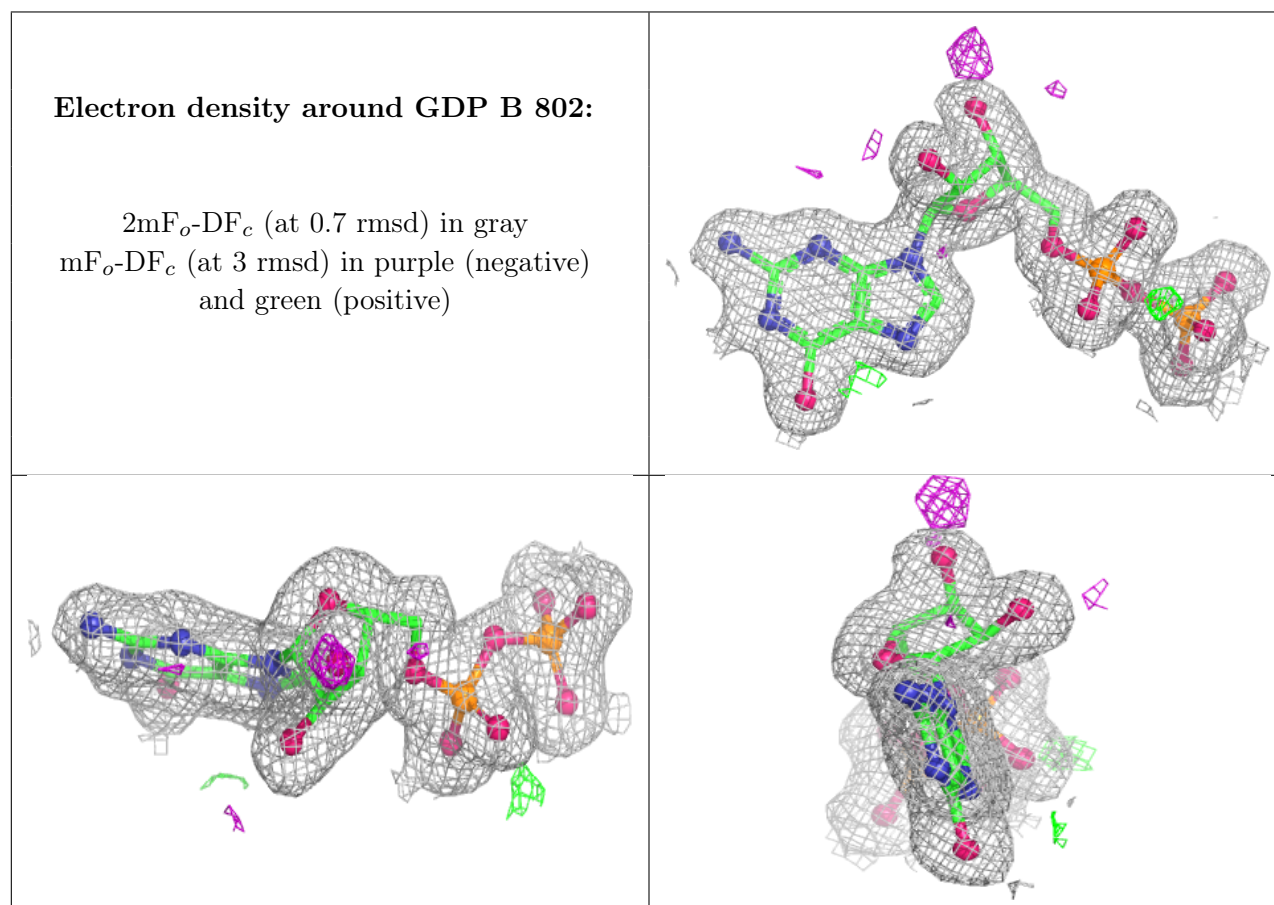 Electron density around GDP B 802:
2mFo-DFc (at 0.7 rmsd) in gray
mFo-DFc (at 3 rmsd) in purple (negative)
and green (positive)